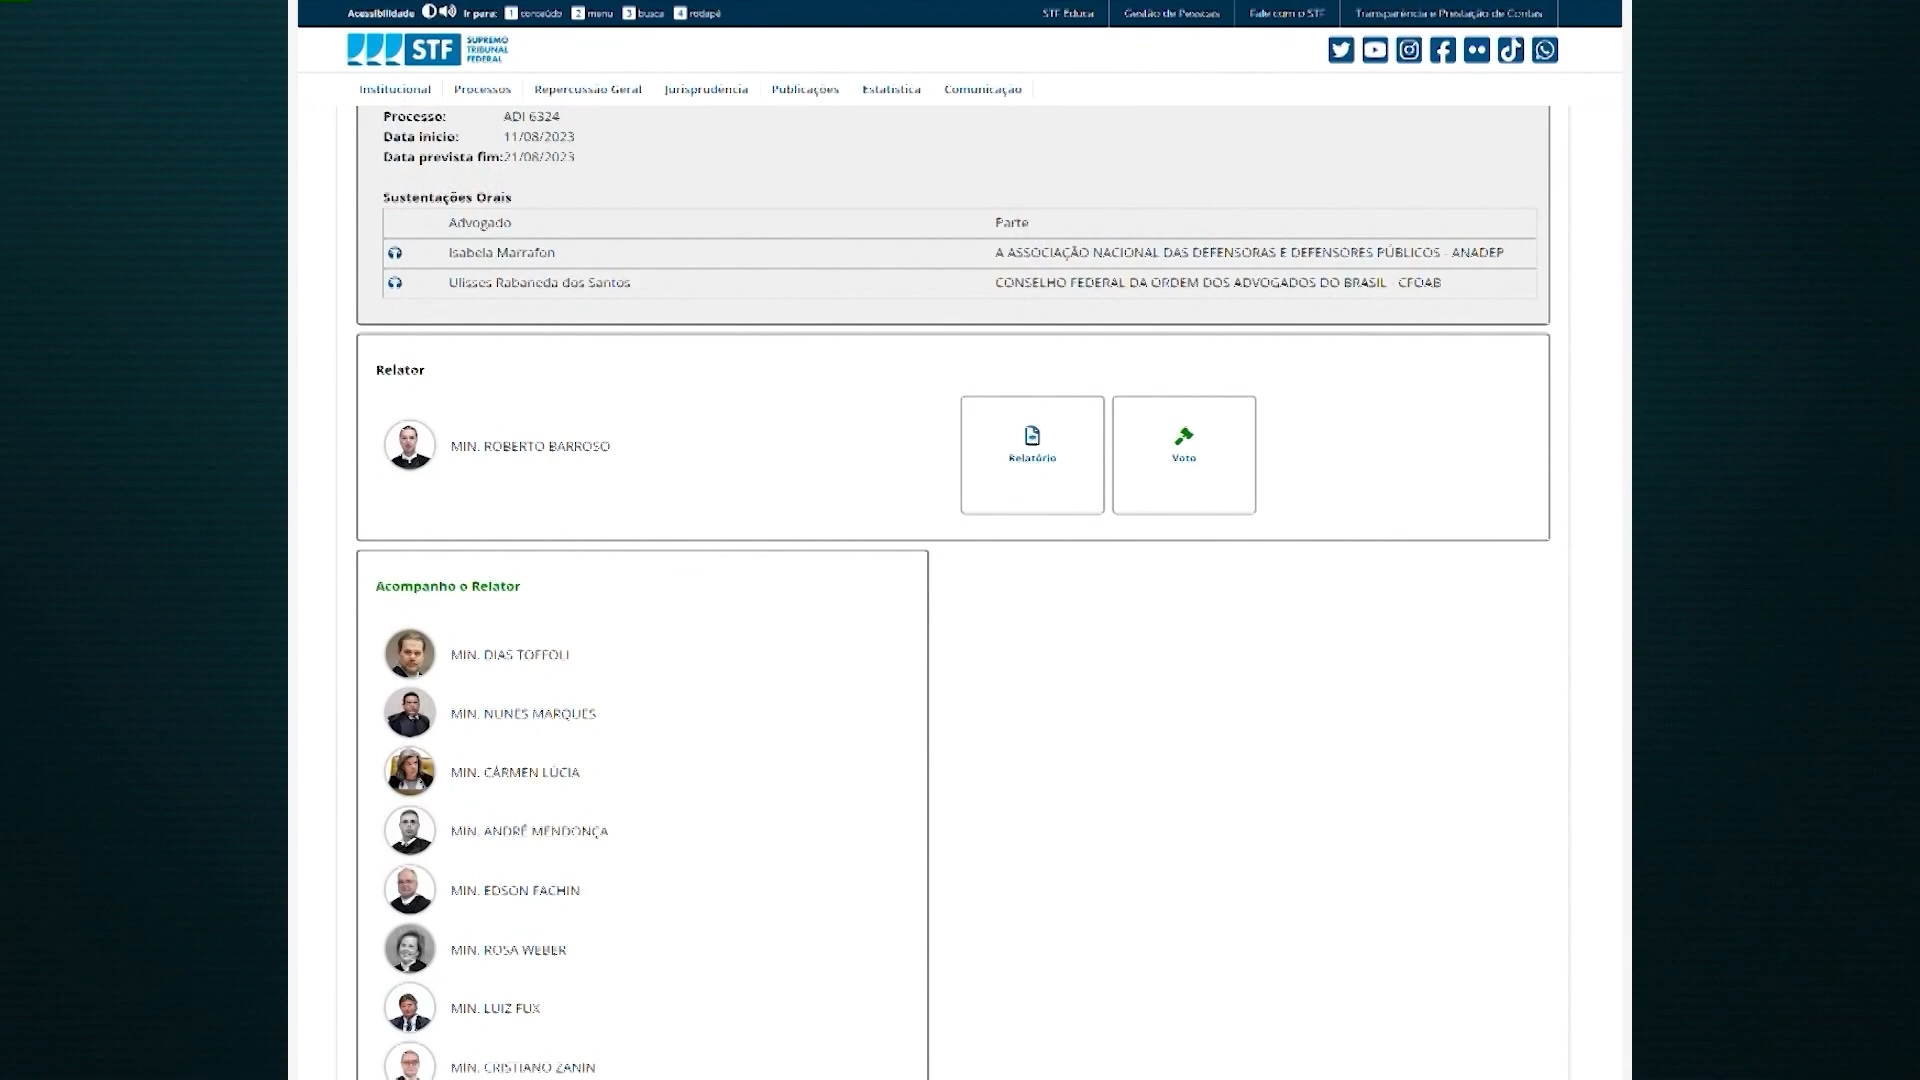 Acessibilidade Ir para: 1 conteúdo 2 menu 3 busca 4 rodapé STF Educa Gestão de Pessoas Fale com o STF Transparência e Prestação de Contas
STF SUPREMO TRIBUNAL FEDERAL
Institucional Processos Repercussão Geral Jurisprudência Publicações Estatística Comunicação
Processo: ADI 6324
Data início: 11/08/2023
Data prevista fim:21/08/2023
Sustentações Orais
Advogado Parte
Isabela Marrafon A ASSOCIAÇÃO NACIONAL DAS DEFENSORAS E DEFENSORES PÚBLICOS - ANADEP
Ulisses Rabaneda dos Santos CONSELHO FEDERAL DA ORDEM DOS ADVOGADOS DO BRASIL - CFOAB
Relator
MIN. ROBERTO BARROSO
Relatório Voto
Acompanho o Relator
MIN. DIAS TOFFOLI
MIN. NUNES MARQUES
MIN. CÁRMEN LÚCIA
MIN. ANDRÉ MENDONÇA
MIN. EDSON FACHIN
MIN. ROSA WEBER
MIN. LUIZ FUX
MIN. CRISTIANO ZANIN